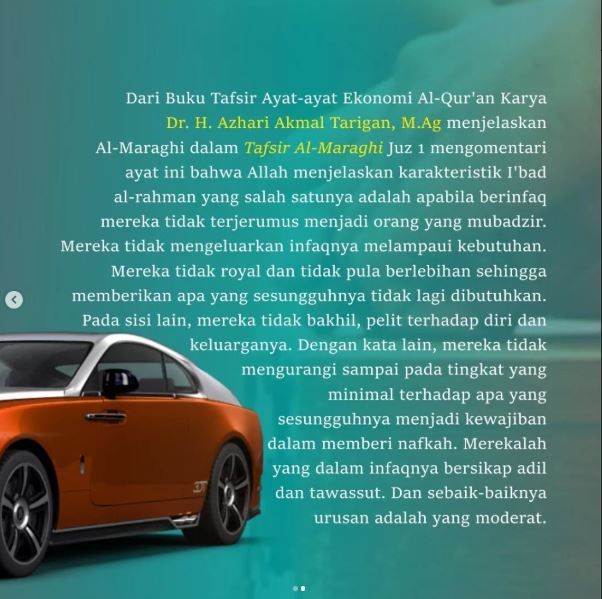 Dari Buku Tafsir Ayat-ayat Ekonomi Al-Qur'an Karya
Dr. H. Azhari Akmal Tarigan, M.Ag menjelaskan
Al-Maraghi dalam Tafsir Al-Maraghi Juz 1 mengomentari
ayat ini bahwa Allah menjelaskan karakteristik I'bad
al-rahman yang salah satunya adalah apabila berinfaq
mereka tidak terjerumus menjadi orang yang mubadzir.
Mereka tidak mengeluarkan infaqnya melampaui kebutuhan.
Mereka tidak royal dan tidak pula berlebihan sehingga
memberikan apa yang sesungguhnya tidak lagi dibutuhkan.
Pada sisi lain, mereka tidak bakhil, pelit terhadap diri dan
keluarganya. Dengan kata lain, mereka tidak
mengurangi sampai pada tingkat yang
minimal terhadap apa yang
sesungguhnya menjadi kewajiban
dalam memberi nafkah. Merekalah
yang dalam infaqnya bersikap adil
dan tawassut. Dan sebaik-baiknya
urusan adalah yang moderat.